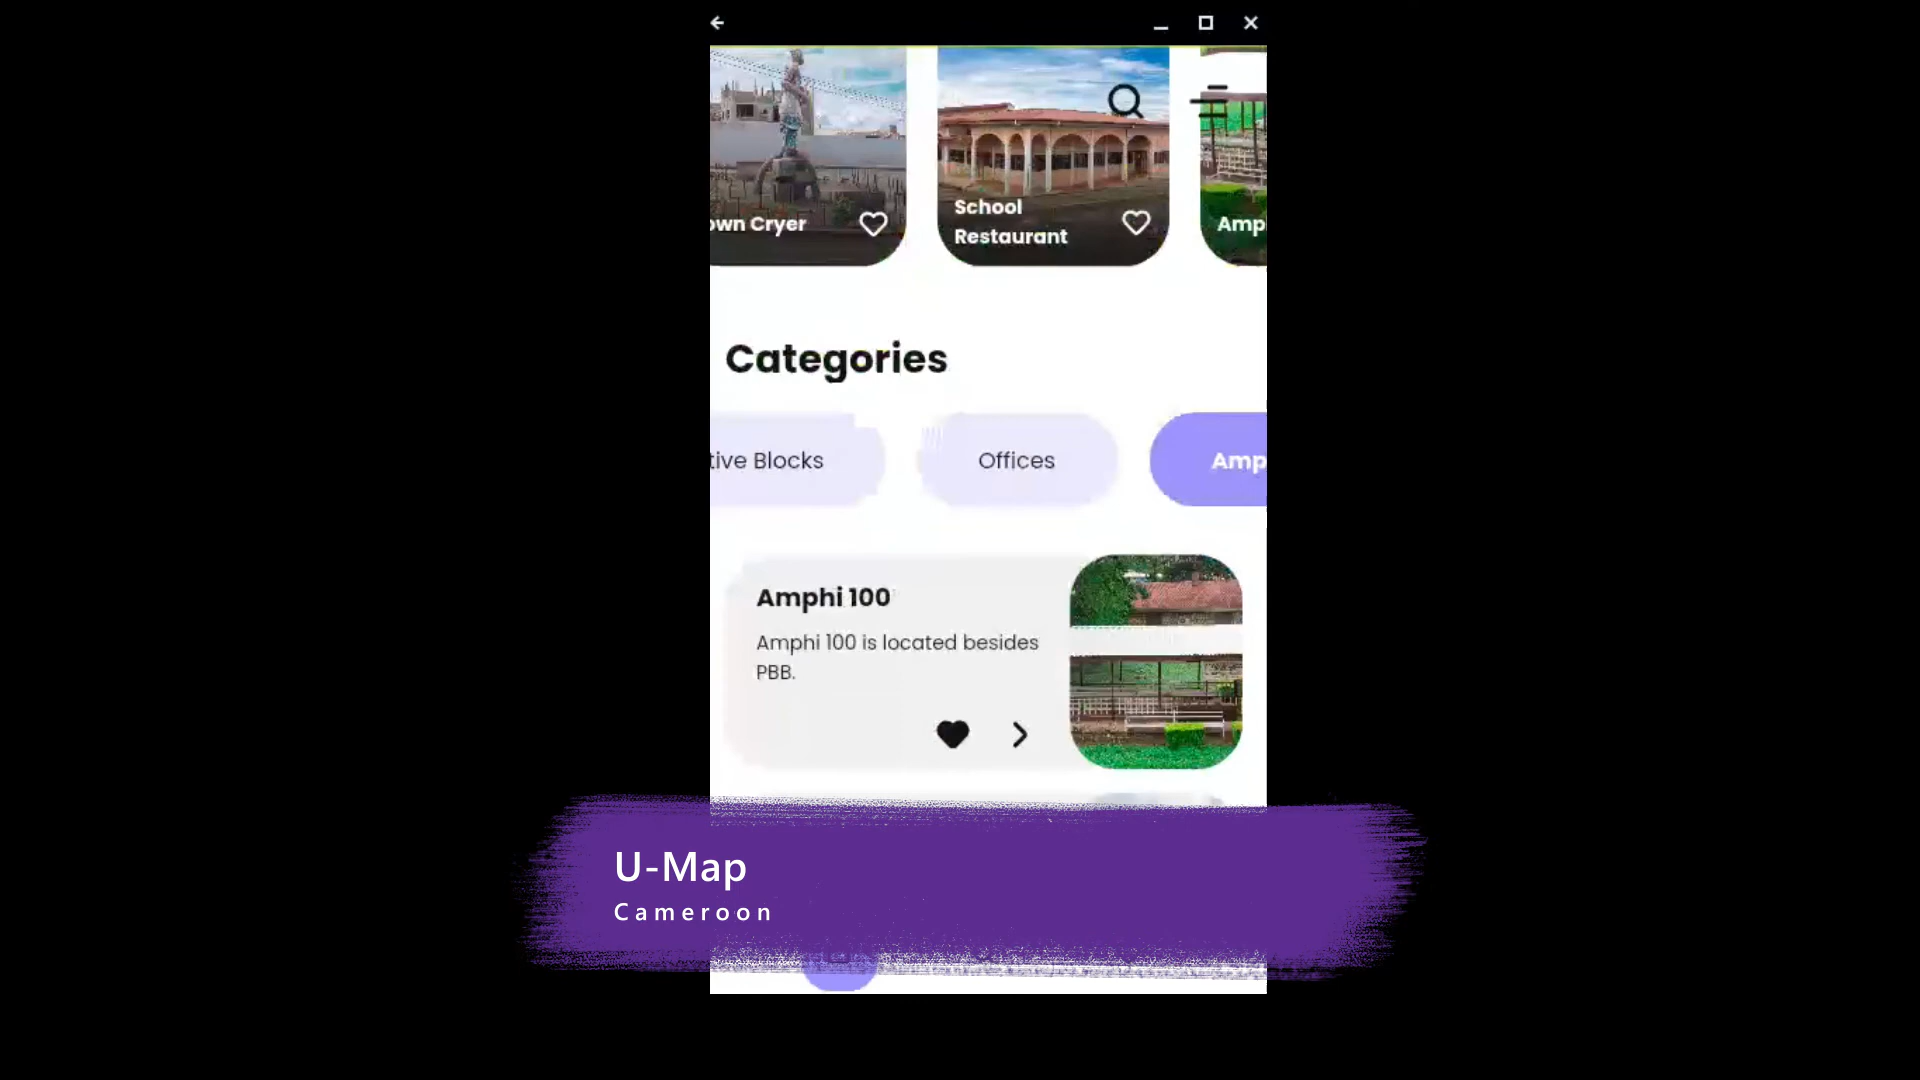 own Cryer
School
Restaurant
Amp
Categories
tive Blocks
Offices
Amp
Amphi 100
Amphi 100 is located besides
PBB.
U-Map
Cameroon